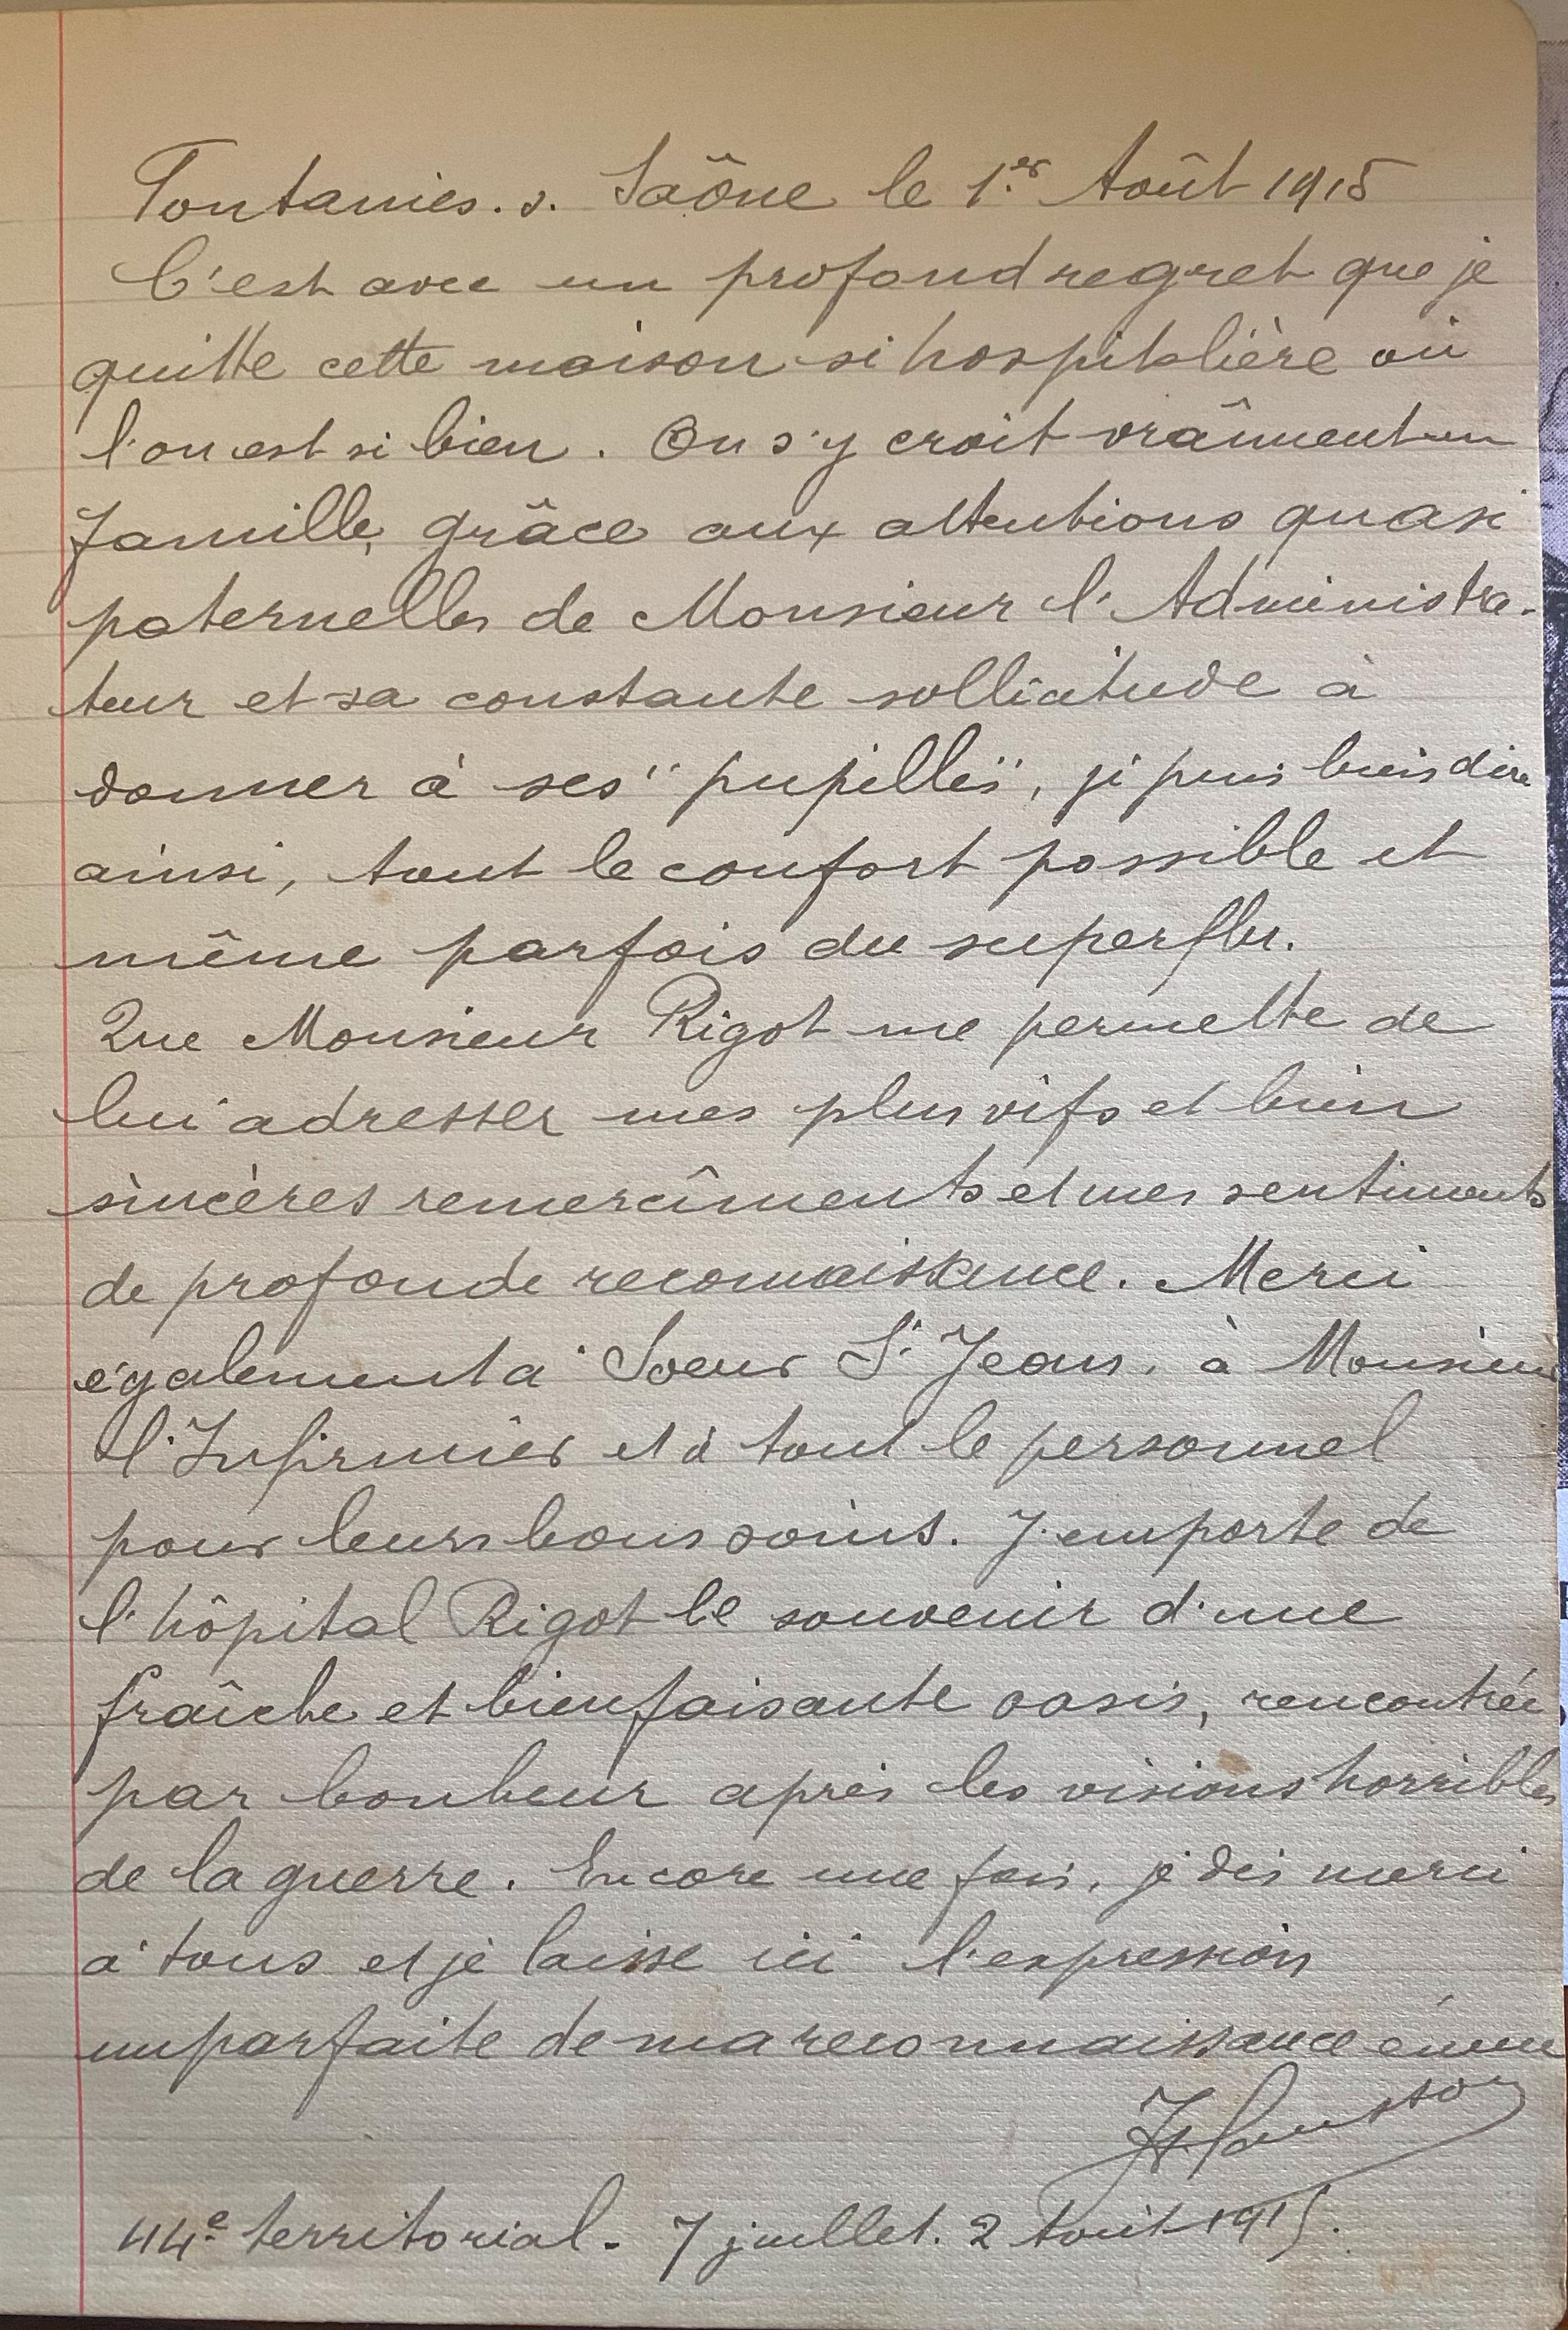 Fontaines. s. Saône le 1er Août 1915
C'est avec un profond regret que je
quitte cette maison si hospitalière où
l'on est si bien. On s'y croit vraîment en
famille, grâce aux attentions quasi
paternelles de Monsieur l'Administra-
teur et sa constante sollicitude à
donner à ses "pupilles", je puis bien dire
ainsi, tout le confort possible et
même parfois du superflu.
Que Monsieur Rigot me permette de
lui adresser mes plus vifs et bien
sincères remercîments et mes sentiments
de profonde reconnaissance. Merci
également à Soeur St Jean, à Monsieur
l'Infirmier et à tout le personnel
pour leurs bons soins. J'emporte de
l'hôpital Rigot le souvenir d'une
fraîche et bienfaisante oasis, rencontrée
par bonheur après les visions horribles
de la guerre. Encore une fois, je dis merci
à tous et je laisse ici l'expression
imparfaite de ma reconnaissance émue
44e territorial. 7 juillet. 2 Août 1915.